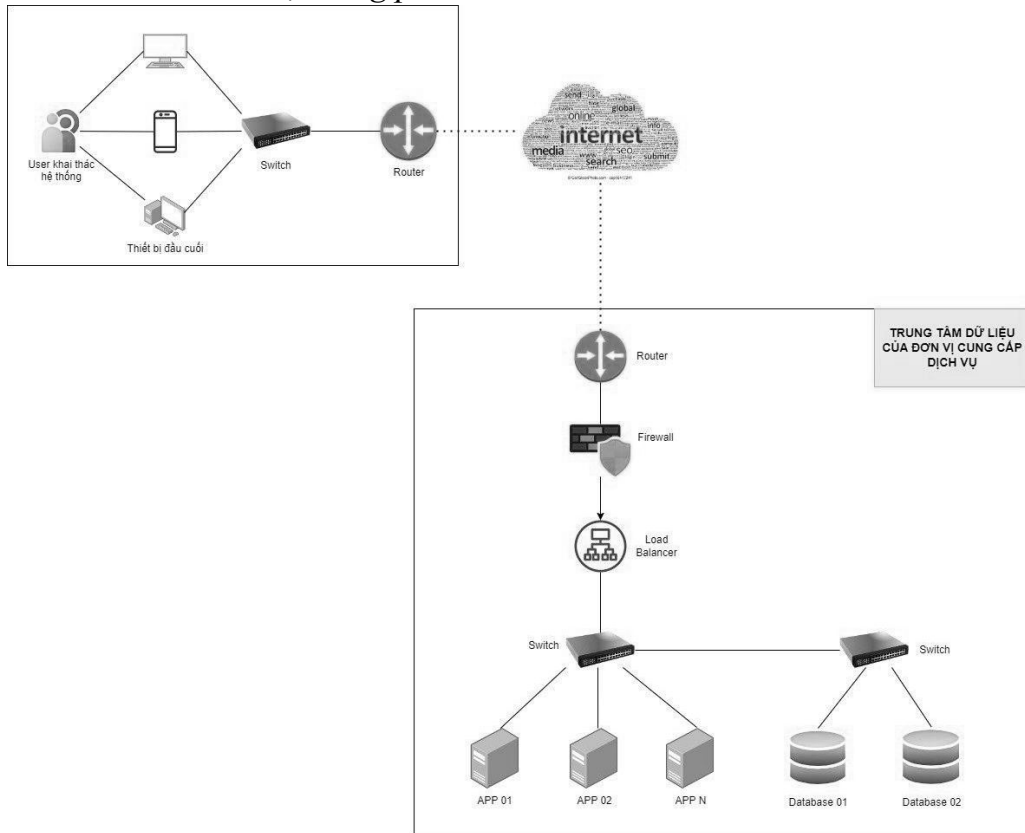 User khai thác
hệ thống
Switch
Router
Thiết bị đầu cuối
send
global
online
info
internet
media
www
seo
search
submit
TRUNG TÂM DỮ LIỆU
CỦA ĐƠN VỊ CUNG CẤP
DỊCH VỤ
Router
Firewall
Load
Balancer
Switch
Switch
APP 01
APP 02
APP N
Database 01
Database 02